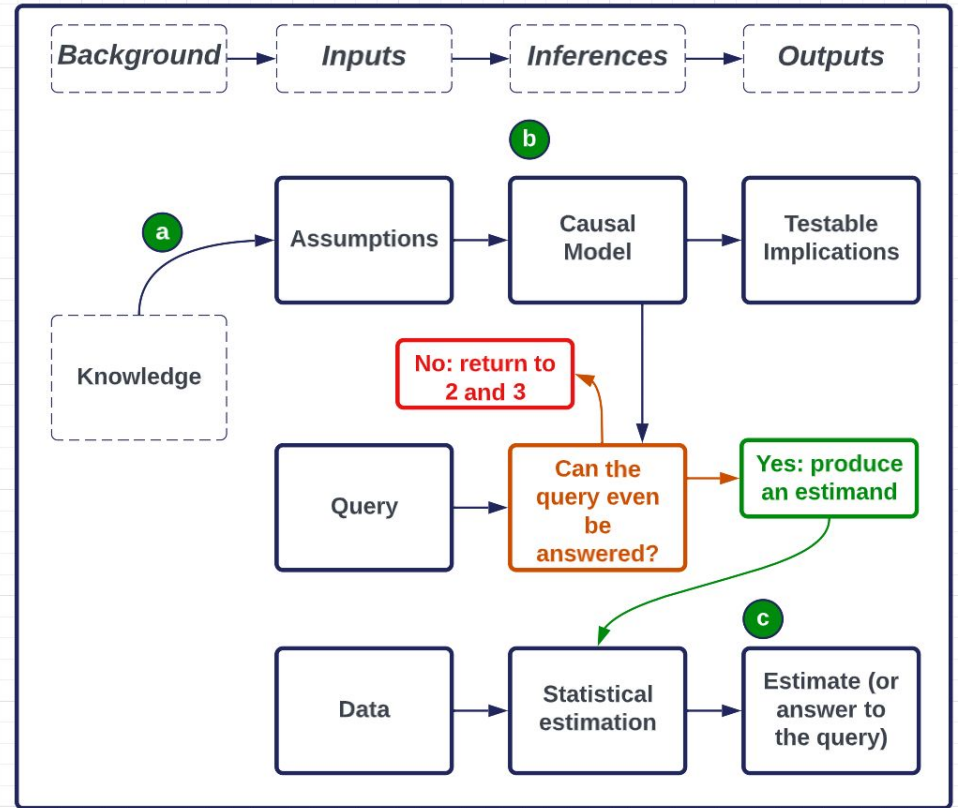 Background
Inputs
Inferences
Outputs
b
a
Assumptions
Causal
Model
Testable
Implications
Knowledge
No: return to
2 and 3
Query
Can the
query even
be
answered?
Yes: produce
an estimand
c
Data
Statistical
estimation
Estimate (or
answer to
the query)